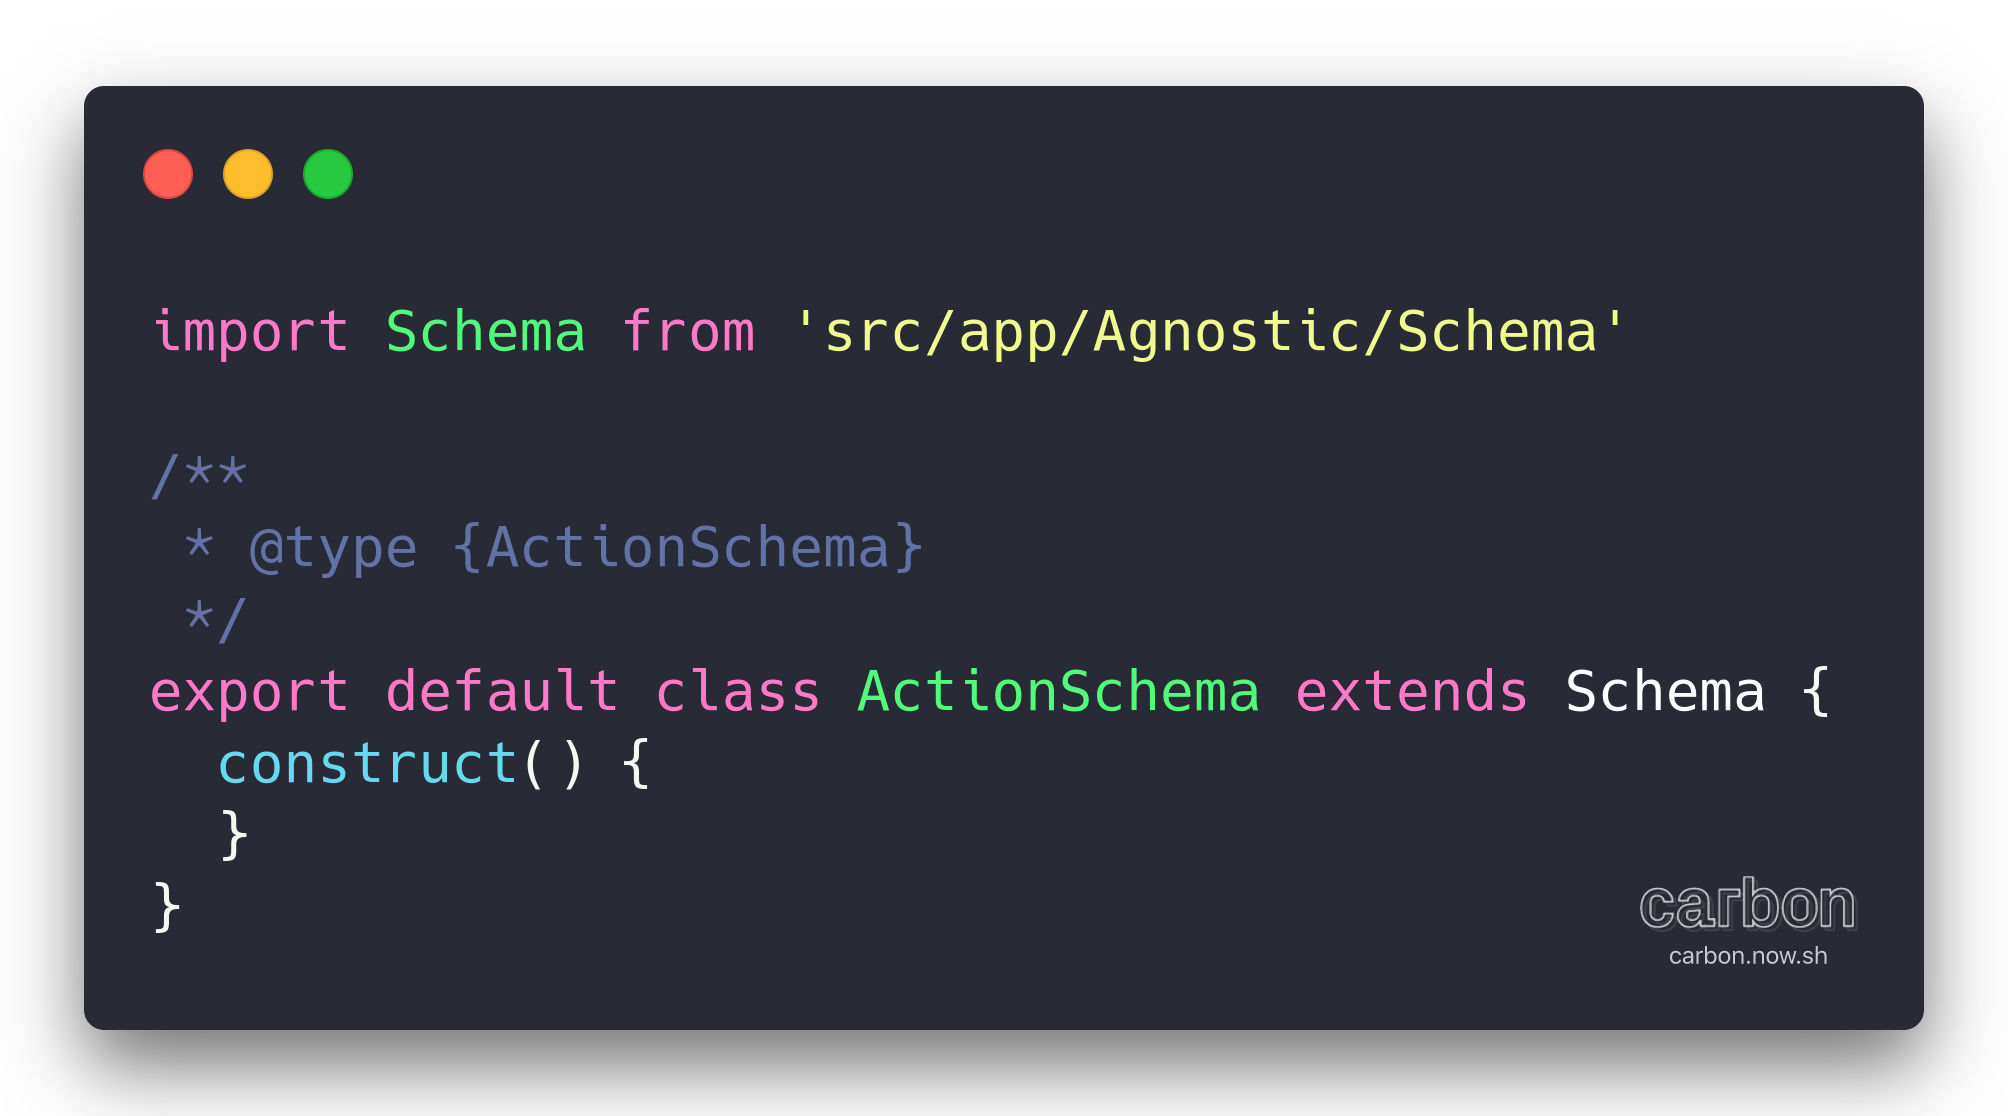 import Schema from 'src/app/Agnostic/Schema'
/**
 * @type {ActionSchema}
 */
export default class ActionSchema extends Schema {
  construct() {
  }
}
carbon
carbon.now.sh